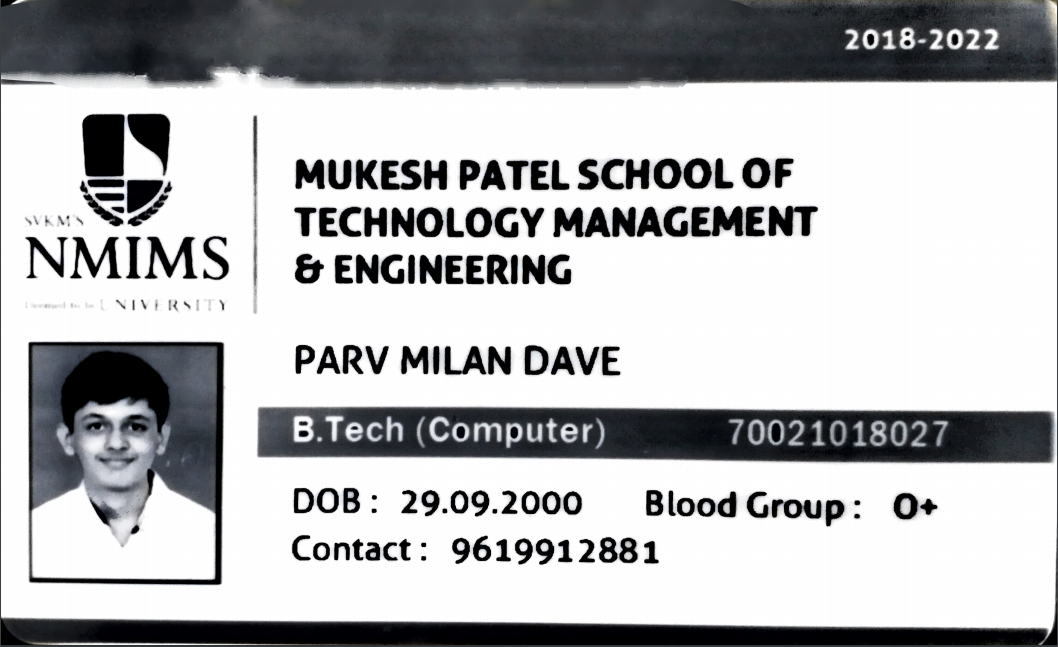 2018-2022
SVKM'S
NMIMS
Licensed to be UNIVERSITY
MUKESH PATEL SCHOOL OF
TECHNOLOGY MANAGEMENT
& ENGINEERING
PARV MILAN DAVE
B.Tech (Computer) 70021018027
DOB : 29.09.2000 Blood Group : O+
Contact : 9619912881